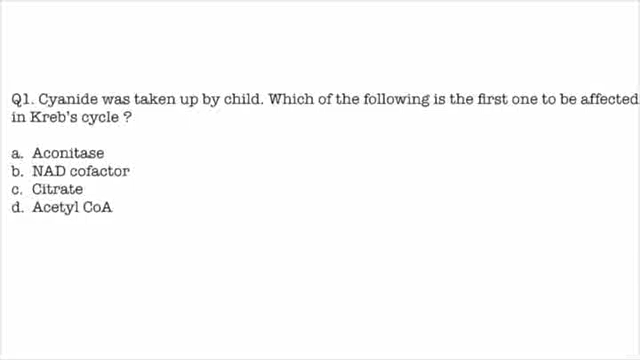 Q1. Cyanide was taken up by child. Which of the following is the first one to be affected
in Kreb's cycle ?
a. Aconitase
b. NAD cofactor
c. Citrate
d. Acetyl CoA